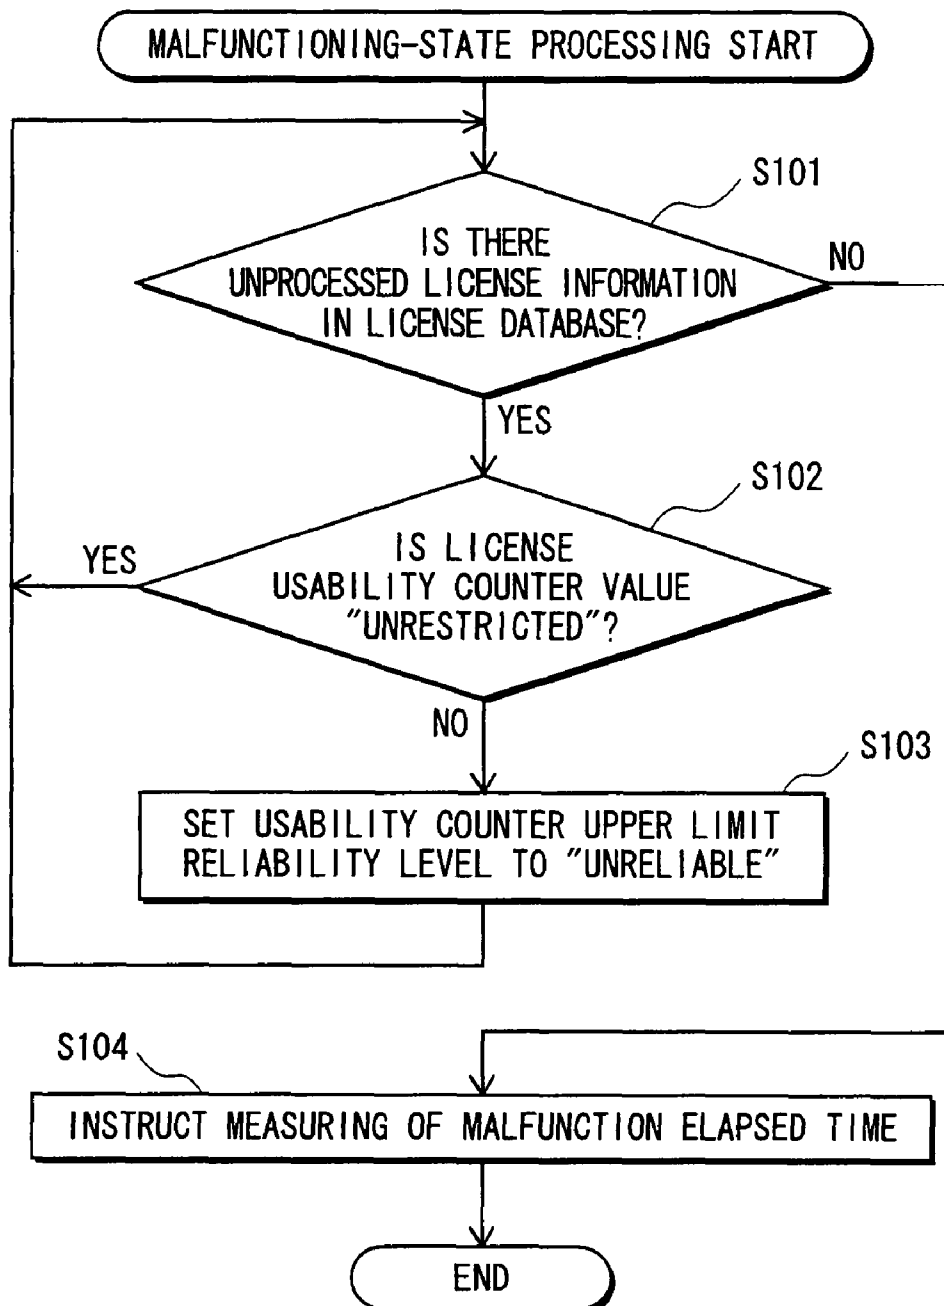 MALFUNCTIONING-STATE PROCESSING START
S101
IS THERE
UNPROCESSED LICENSE INFORMATION
IN LICENSE DATABASE?
NO
YES
S102
IS LICENSE
USABILITY COUNTER VALUE
"UNRESTRICTED"?
YES
NO
S103
SET USABILITY COUNTER UPPER LIMIT
RELIABILITY LEVEL TO "UNRELIABLE"
S104
INSTRUCT MEASURING OF MALFUNCTION ELAPSED TIME
END